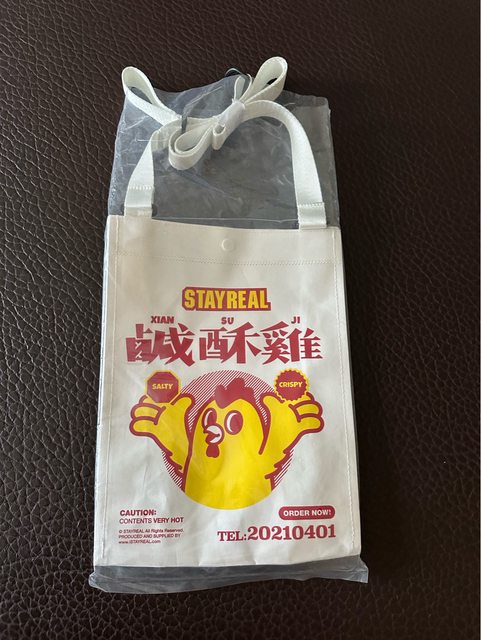 STAYREAL
XIAN SU JI
鹹酥雞
SALTY
CRISPY
CAUTION:
CONTENTS VERY HOT
ORDER NOW!
© STAYREAL All Rights Reserved.
PRODUCED AND SUPPLIED BY
www.iSTAYREAL.com
TEL:20210401